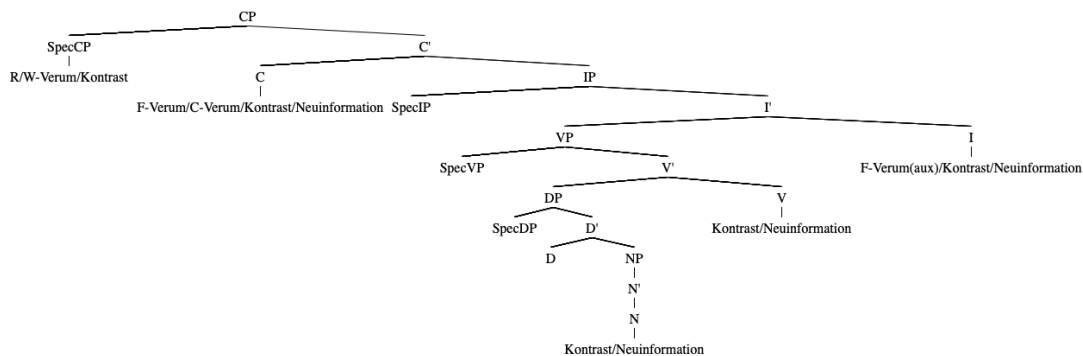 CP
SpecCP C'
R/W-Verum/Kontrast C IP
F-Verum/C-Verum/Kontrast/Neuinformation SpecIP I'
VP I
SpecVP V' F-Verum(aux)/Kontrast/Neuinformation
DP V
SpecDP D' Kontrast/Neuinformation
D NP
N'
N
Kontrast/Neuinformation